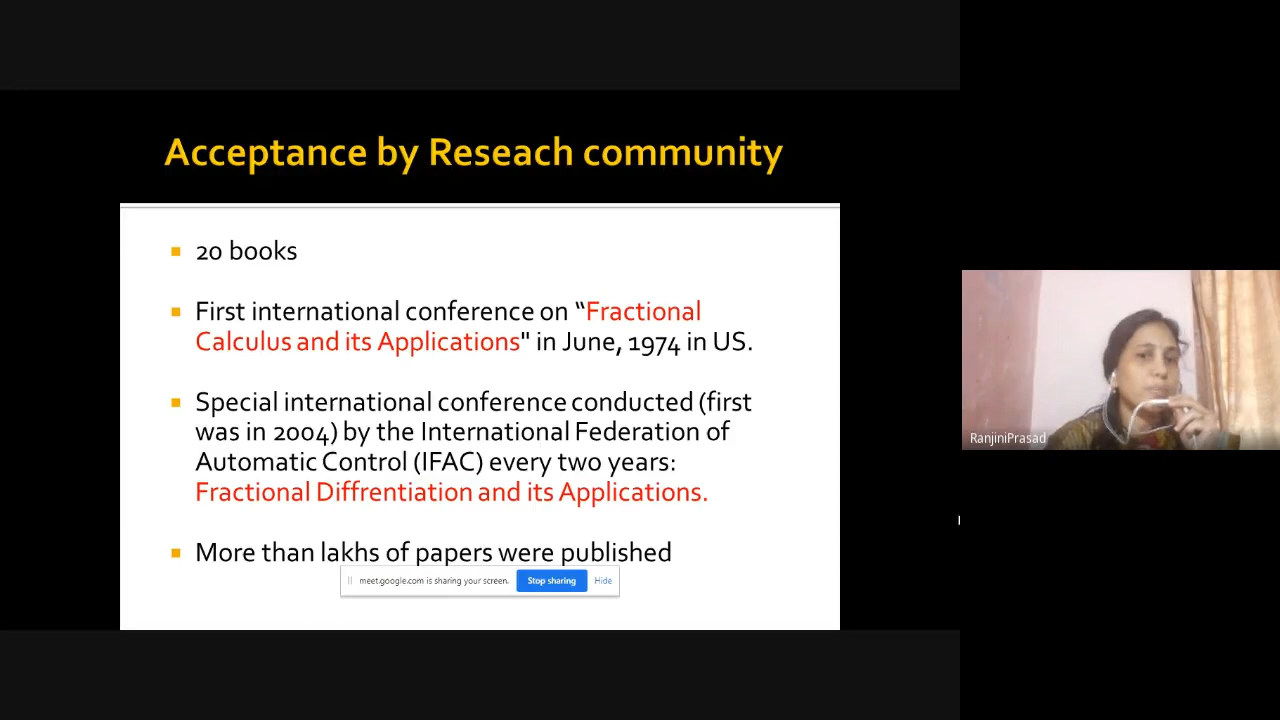 Acceptance by Reseach community
20 books
First international conference on “Fractional
Calculus and its Applications" in June, 1974 in US.
Special international conference conducted (first
was in 2004) by the International Federation of
Automatic Control (IFAC) every two years:
Fractional Diffrentiation and its Applications.
More than lakhs of papers were published
meet.google.com is sharing your screen. Stop sharing Hide
RanjiniPrasad